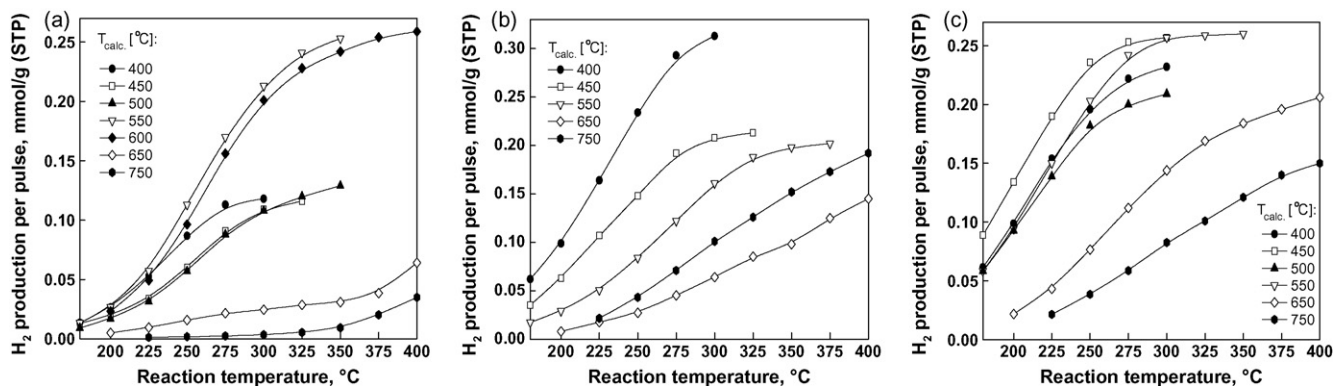 (a)
H2 production per pulse, mmol/g (STP)
0.25
0.20
0.15
0.10
0.05
0.00
Tcalc. [°C]:
400
450
500
550
600
650
750
200 225 250 275 300 325 350 375 400
Reaction temperature, °C
(b)
H2 production per pulse, mmol/g (STP)
0.30
0.25
0.20
0.15
0.10
0.05
0.00
Tcalc. [°C]:
400
450
550
650
750
200 225 250 275 300 325 350 375 400
Reaction temperature, °C
(c)
H2 production per pulse, mmol/g (STP)
0.30
0.25
0.20
0.15
0.10
0.05
0.00
Tcalc. [°C]:
400
450
500
550
650
750
200 225 250 275 300 325 350 375 400
Reaction temperature, °C